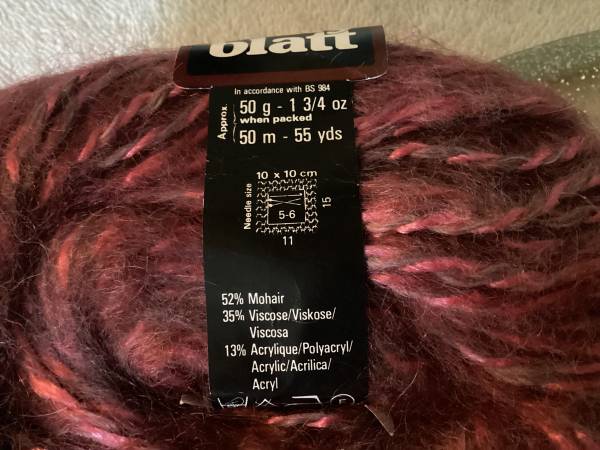 blatt
In accordance with BS 984
Approx.
50 g - 1 3/4 oz
when packed
50 m - 55 yds
10 x 10 cm
Needle size
5-6
15
11
52% Mohair
35% Viscose/Viskose/
Viscosa
13% Acrylique/Polyacryl/
Acrylic/Acrilica/
Acryl